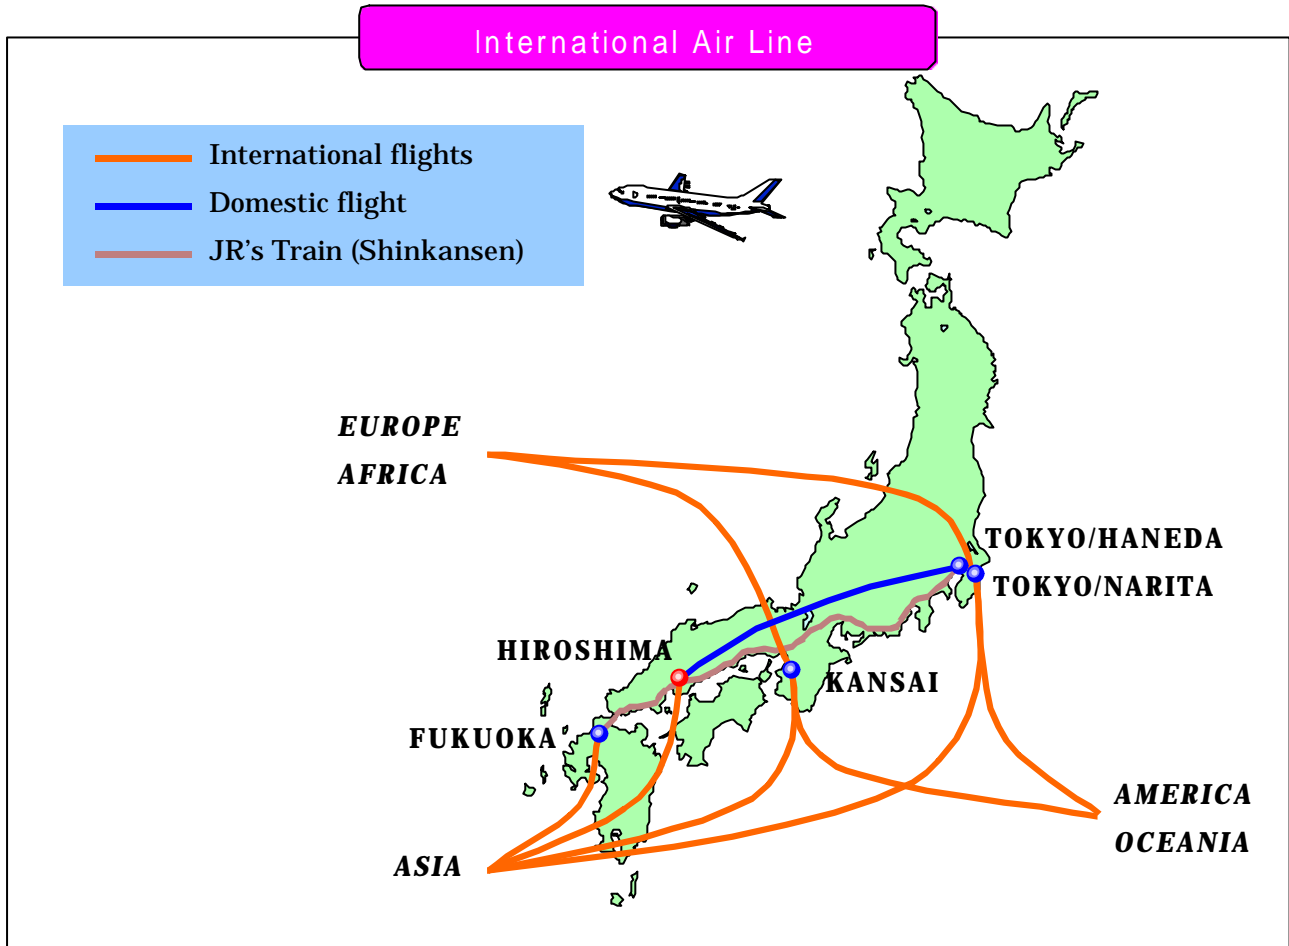 International Air Line
International flights
Domestic flight
JR's Train (Shinkansen)
EUROPE
AFRICA
TOKYO/HANEDA
TOKYO/NARITA
HIROSHIMA
KANSAI
FUKUOKA
AMERICA
OCEANIA
ASIA